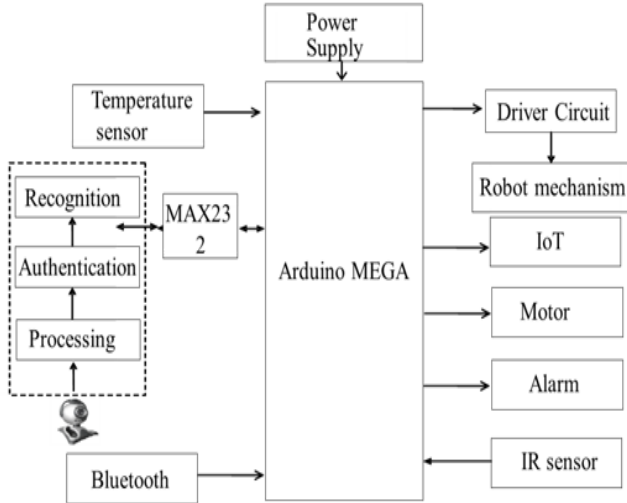 Power
Supply
Temperature
sensor
Driver Circuit
Recognition
MAX23
2
Robot mechanism
Authentication
Arduino MEGA
IoT
Processing
Motor
Alarm
Bluetooth
IR sensor